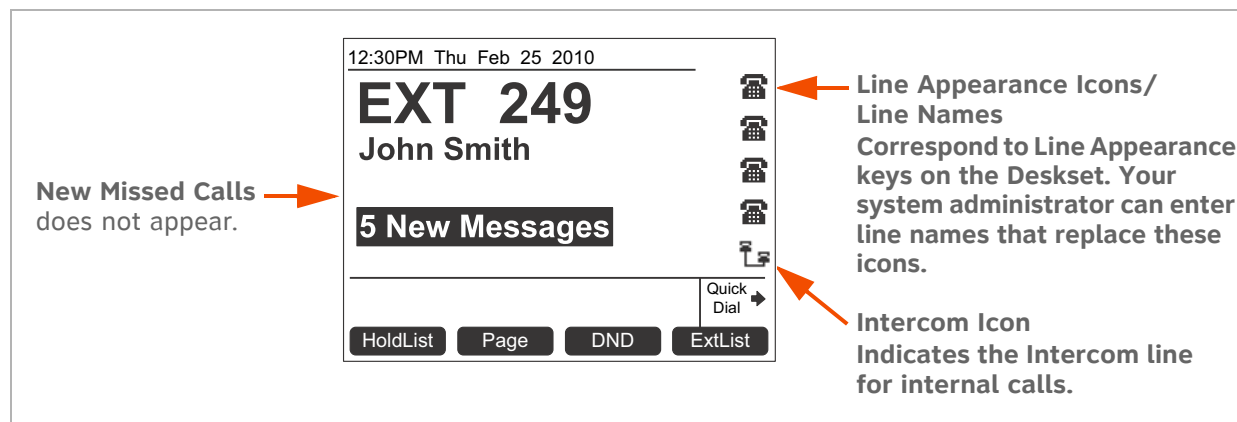 New Missed Calls
does not appear.
12:30PM Thu Feb 25 2010
EXT 249
John Smith
5 New Messages
Quick
Dial
HoldList Page DND ExtList
Line Appearance Icons/
Line Names
Correspond to Line Appearance
keys on the Deskset. Your
system administrator can enter
line names that replace these
icons.
Intercom Icon
Indicates the Intercom line
for internal calls.